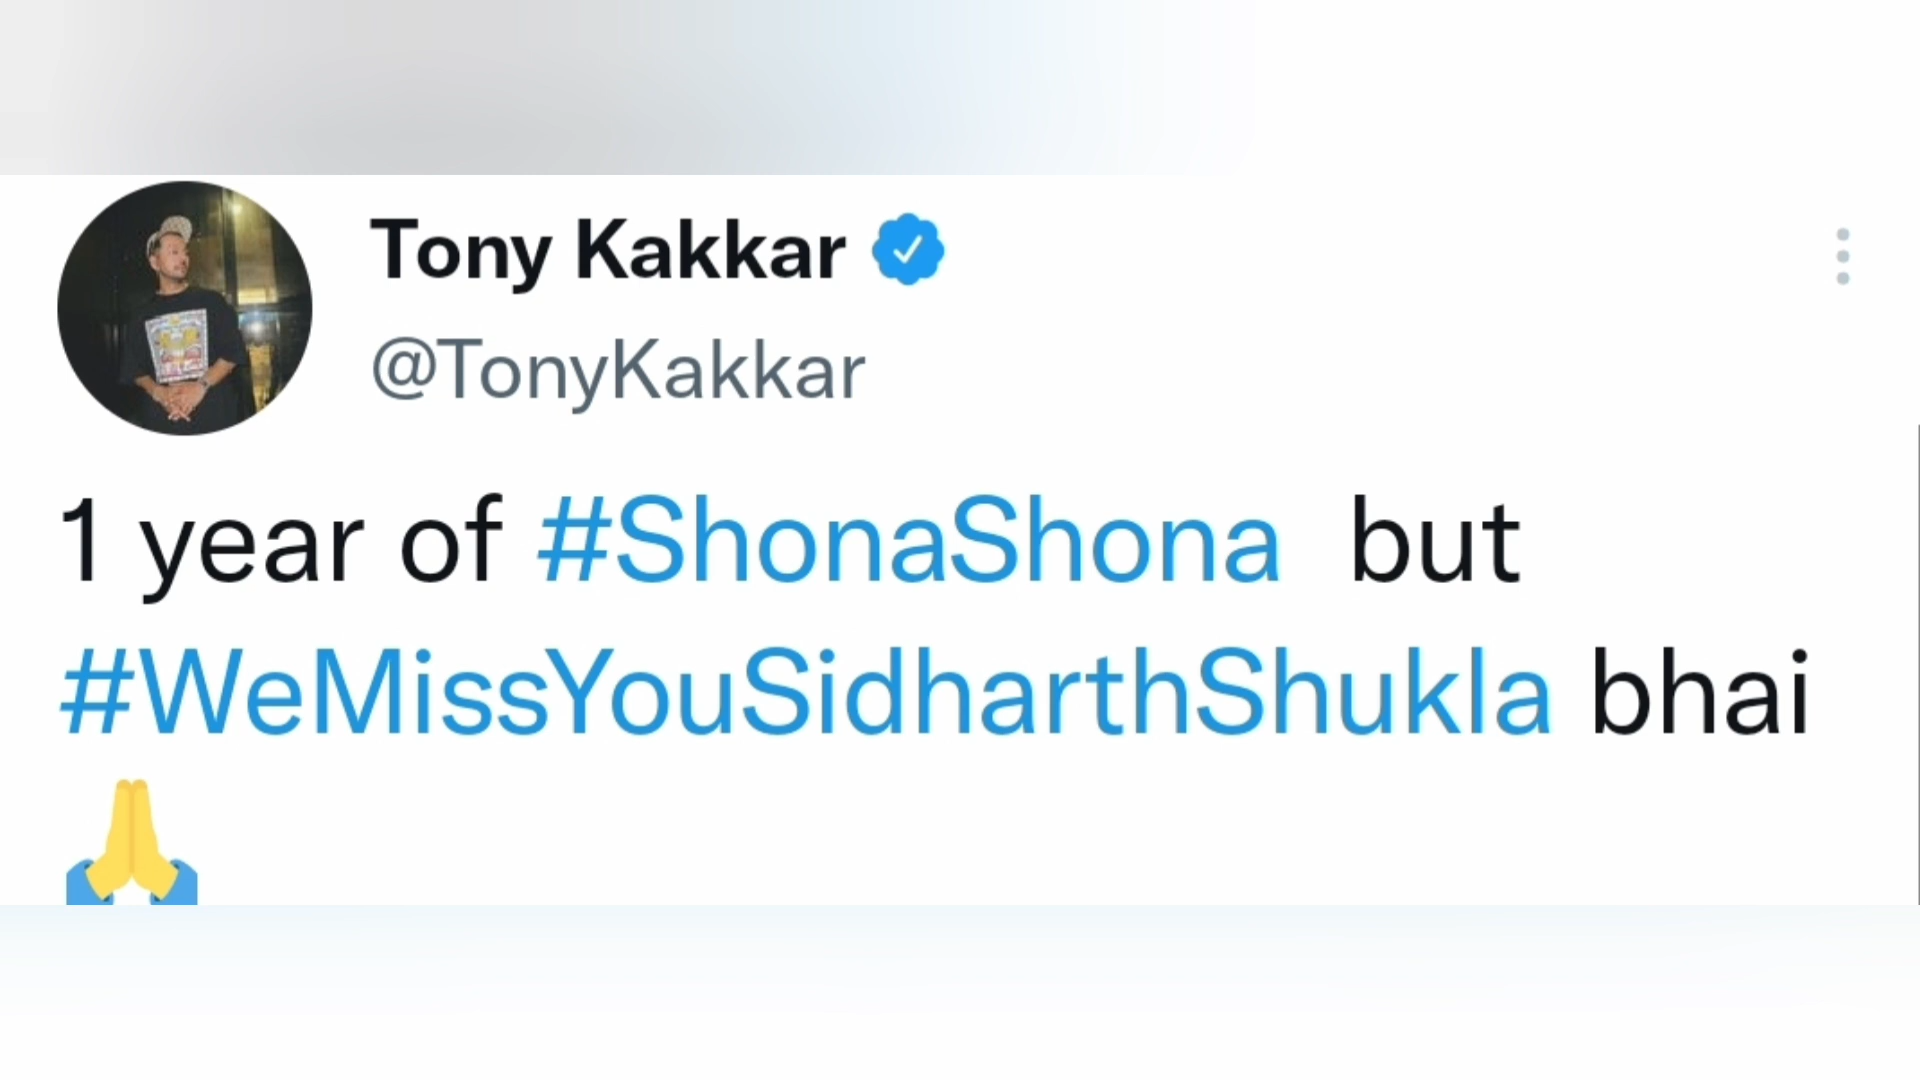 Tony Kakkar
@TonyKakkar
1 year of #ShonaShona but
#WeMissYouSidharthShukla bhai
🙏